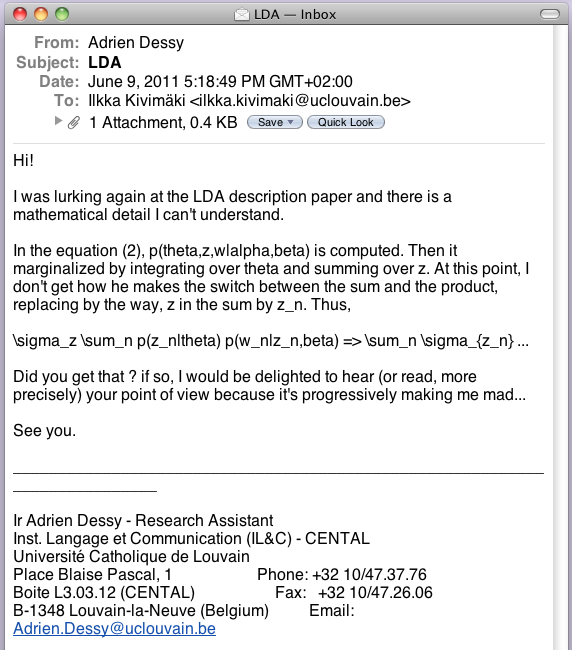 LDA — Inbox
From: Adrien Dessy
Subject: LDA
Date: June 9, 2011 5:18:49 PM GMT+02:00
To: Ilkka Kivimäki <ilkka.kivimaki@uclouvain.be>
1 Attachment, 0.4 KB Save Quick Look
Hi!
I was lurking again at the LDA description paper and there is a
mathematical detail I can't understand.
In the equation (2), p(theta,z,w|alpha,beta) is computed. Then it
marginalized by integrating over theta and summing over z. At this point, I
don't get how he makes the switch between the sum and the product,
replacing by the way, z in the sum by z_n. Thus,
\sigma_z \sum_n p(z_n|theta) p(w_n|z_n,beta) => \sum_n \sigma_{z_n} ...
Did you get that ? if so, I would be delighted to hear (or read, more
precisely) your point of view because it's progressively making me mad...
See you.
Ir Adrien Dessy - Research Assistant
Inst. Langage et Communication (IL&C) - CENTAL
Université Catholique de Louvain
Place Blaise Pascal, 1 Phone: +32 10/47.37.76
Boite L3.03.12 (CENTAL) Fax: +32 10/47.26.06
B-1348 Louvain-la-Neuve (Belgium) Email:
Adrien.Dessy@uclouvain.be